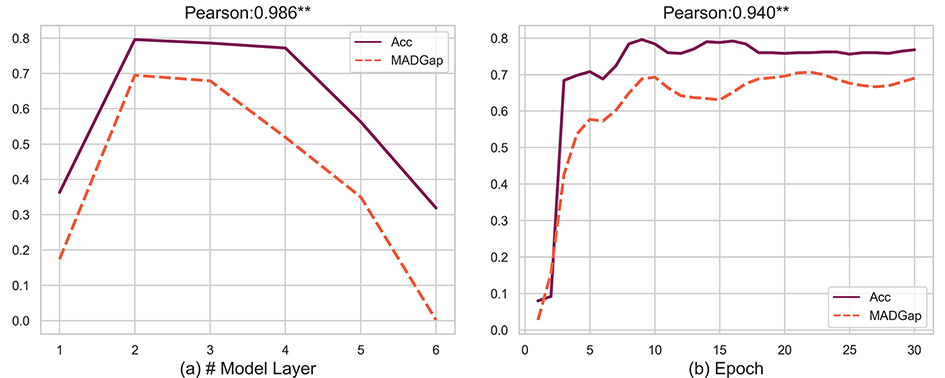 Pearson:0.986**
0.8
0.7
0.6
0.5
0.4
0.3
0.2
0.1
0.0
Acc
MADGap
1 2 3 4 5 6
(a) # Model Layer
Pearson:0.940**
0.8
0.7
0.6
0.5
0.4
0.3
0.2
0.1
0.0
Acc
MADGap
0 5 10 15 20 25 30
(b) Epoch